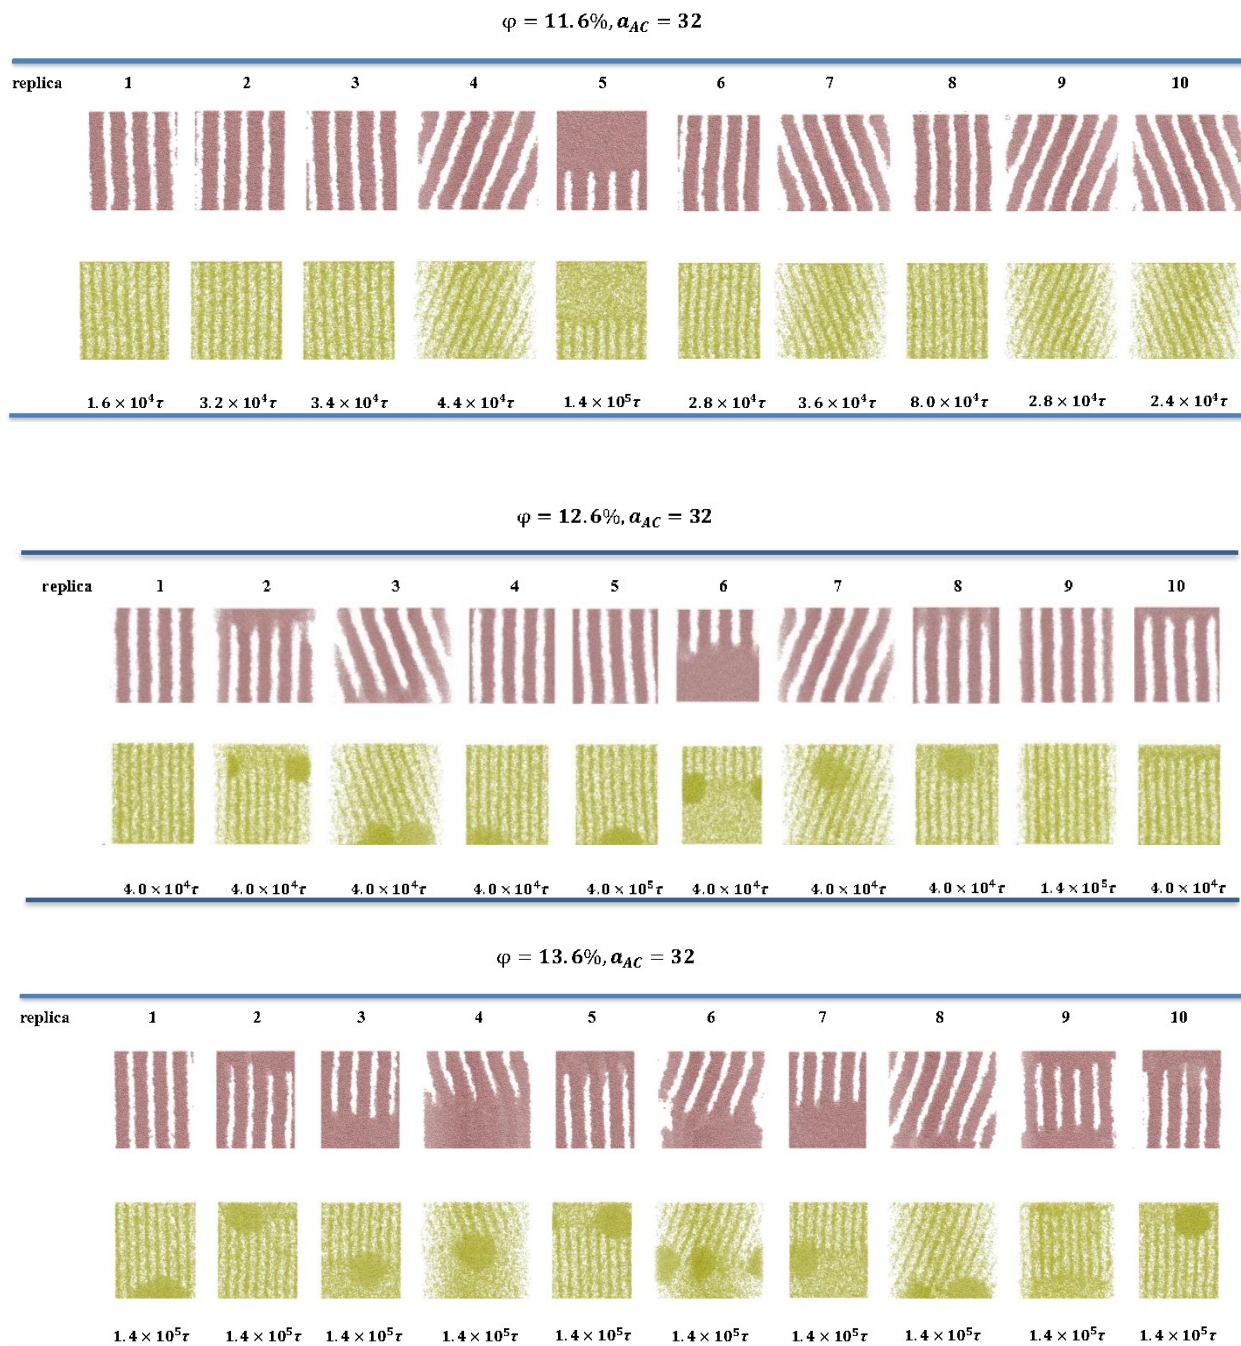 φ = 11.6%, a_AC = 32
replica 1 2 3 4 5 6 7 8 9 10
1.6 × 10⁴τ 3.2 × 10⁴τ 3.4 × 10⁴τ 4.4 × 10⁴τ 1.4 × 10⁵τ 2.8 × 10⁴τ 3.6 × 10⁴τ 8.0 × 10⁴τ 2.8 × 10⁴τ 2.4 × 10⁴τ
φ = 12.6%, a_AC = 32
replica 1 2 3 4 5 6 7 8 9 10
4.0 × 10⁴τ 4.0 × 10⁴τ 4.0 × 10⁴τ 4.0 × 10⁴τ 4.0 × 10⁵τ 4.0 × 10⁴τ 4.0 × 10⁴τ 4.0 × 10⁴τ 1.4 × 10⁵τ 4.0 × 10⁴τ
φ = 13.6%, a_AC = 32
replica 1 2 3 4 5 6 7 8 9 10
1.4 × 10⁵τ 1.4 × 10⁵τ 1.4 × 10⁵τ 1.4 × 10⁵τ 1.4 × 10⁵τ 1.4 × 10⁵τ 1.4 × 10⁵τ 1.4 × 10⁵τ 1.4 × 10⁵τ 1.4 × 10⁵τ